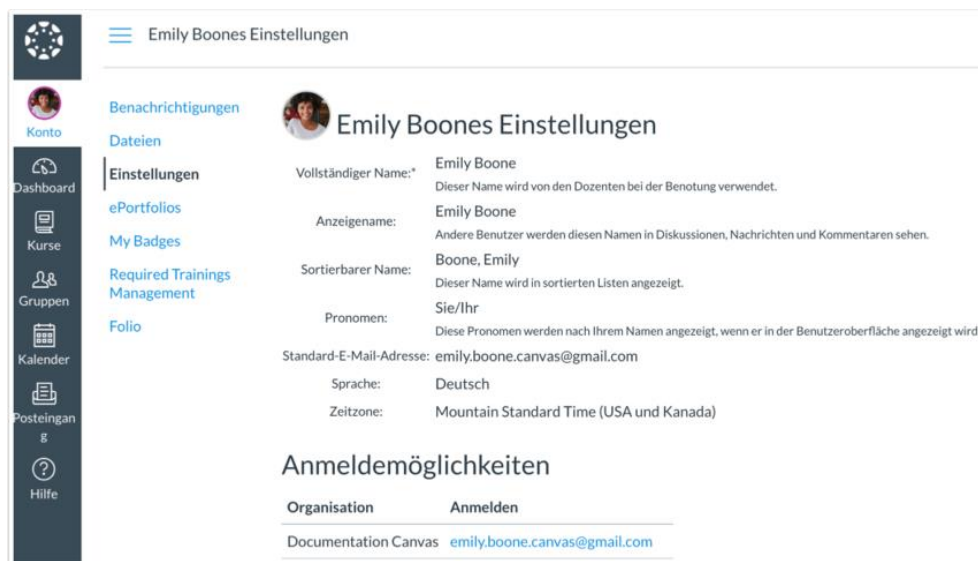 Emily Boones Einstellungen
Konto
Dashboard
Kurse
Gruppen
Kalender
Posteingan
g
Hilfe
Benachrichtigungen
Dateien
Einstellungen
ePortfolios
My Badges
Required Trainings
Management
Folio
Emily Boones Einstellungen
Vollständiger Name:* Emily Boone
Dieser Name wird von den Dozenten bei der Benotung verwendet.
Anzeigename: Emily Boone
Andere Benutzer werden diesen Namen in Diskussionen, Nachrichten und Kommentaren sehen.
Sortierbarer Name: Boone, Emily
Dieser Name wird in sortierten Listen angezeigt.
Pronomen: Sie/Ihr
Diese Pronomen werden nach Ihrem Namen angezeigt, wenn er in der Benutzeroberfläche angezeigt wird
Standard-E-Mail-Adresse: emily.boone.canvas@gmail.com
Sprache: Deutsch
Zeitzone: Mountain Standard Time (USA und Kanada)
Anmeldemöglichkeiten
Organisation Anmelden
Documentation Canvas emily.boone.canvas@gmail.com